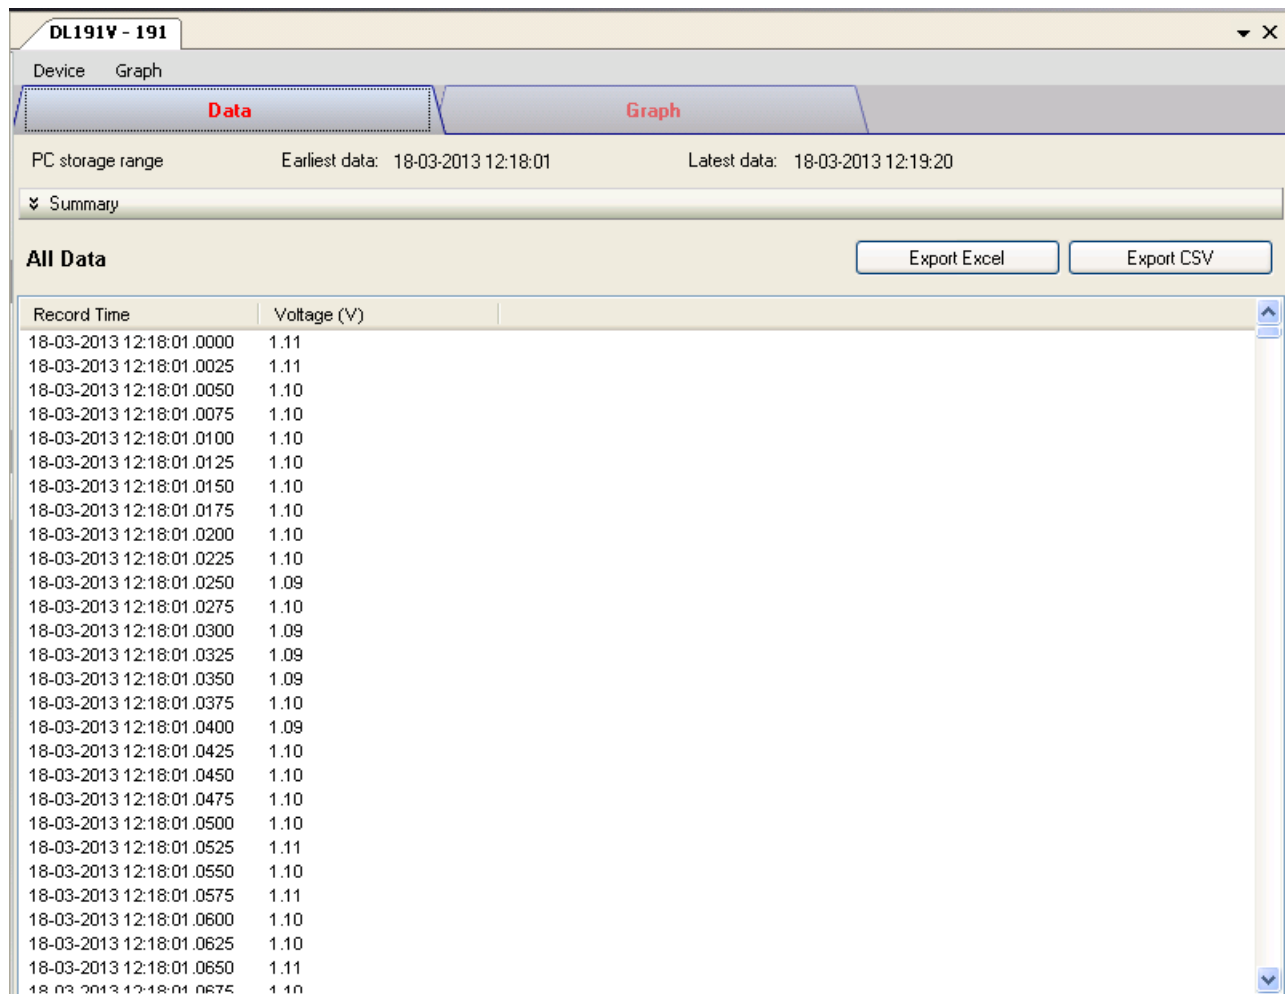 DL191V - 191
Device Graph
Data Graph
PC storage range Earliest data: 18-03-2013 12:18:01 Latest data: 18-03-2013 12:19:20
Summary
All Data Export Excel Export CSV
Record Time Voltage (V)
18-03-2013 12:18:01.0000 1.11
18-03-2013 12:18:01.0025 1.11
18-03-2013 12:18:01.0050 1.10
18-03-2013 12:18:01.0075 1.10
18-03-2013 12:18:01.0100 1.10
18-03-2013 12:18:01.0125 1.10
18-03-2013 12:18:01.0150 1.10
18-03-2013 12:18:01.0175 1.10
18-03-2013 12:18:01.0200 1.10
18-03-2013 12:18:01.0225 1.10
18-03-2013 12:18:01.0250 1.09
18-03-2013 12:18:01.0275 1.10
18-03-2013 12:18:01.0300 1.09
18-03-2013 12:18:01.0325 1.09
18-03-2013 12:18:01.0350 1.09
18-03-2013 12:18:01.0375 1.10
18-03-2013 12:18:01.0400 1.09
18-03-2013 12:18:01.0425 1.10
18-03-2013 12:18:01.0450 1.10
18-03-2013 12:18:01.0475 1.10
18-03-2013 12:18:01.0500 1.10
18-03-2013 12:18:01.0525 1.11
18-03-2013 12:18:01.0550 1.10
18-03-2013 12:18:01.0575 1.11
18-03-2013 12:18:01.0600 1.10
18-03-2013 12:18:01.0625 1.10
18-03-2013 12:18:01.0650 1.11
18-03-2013 12:18:01.0675 1.10